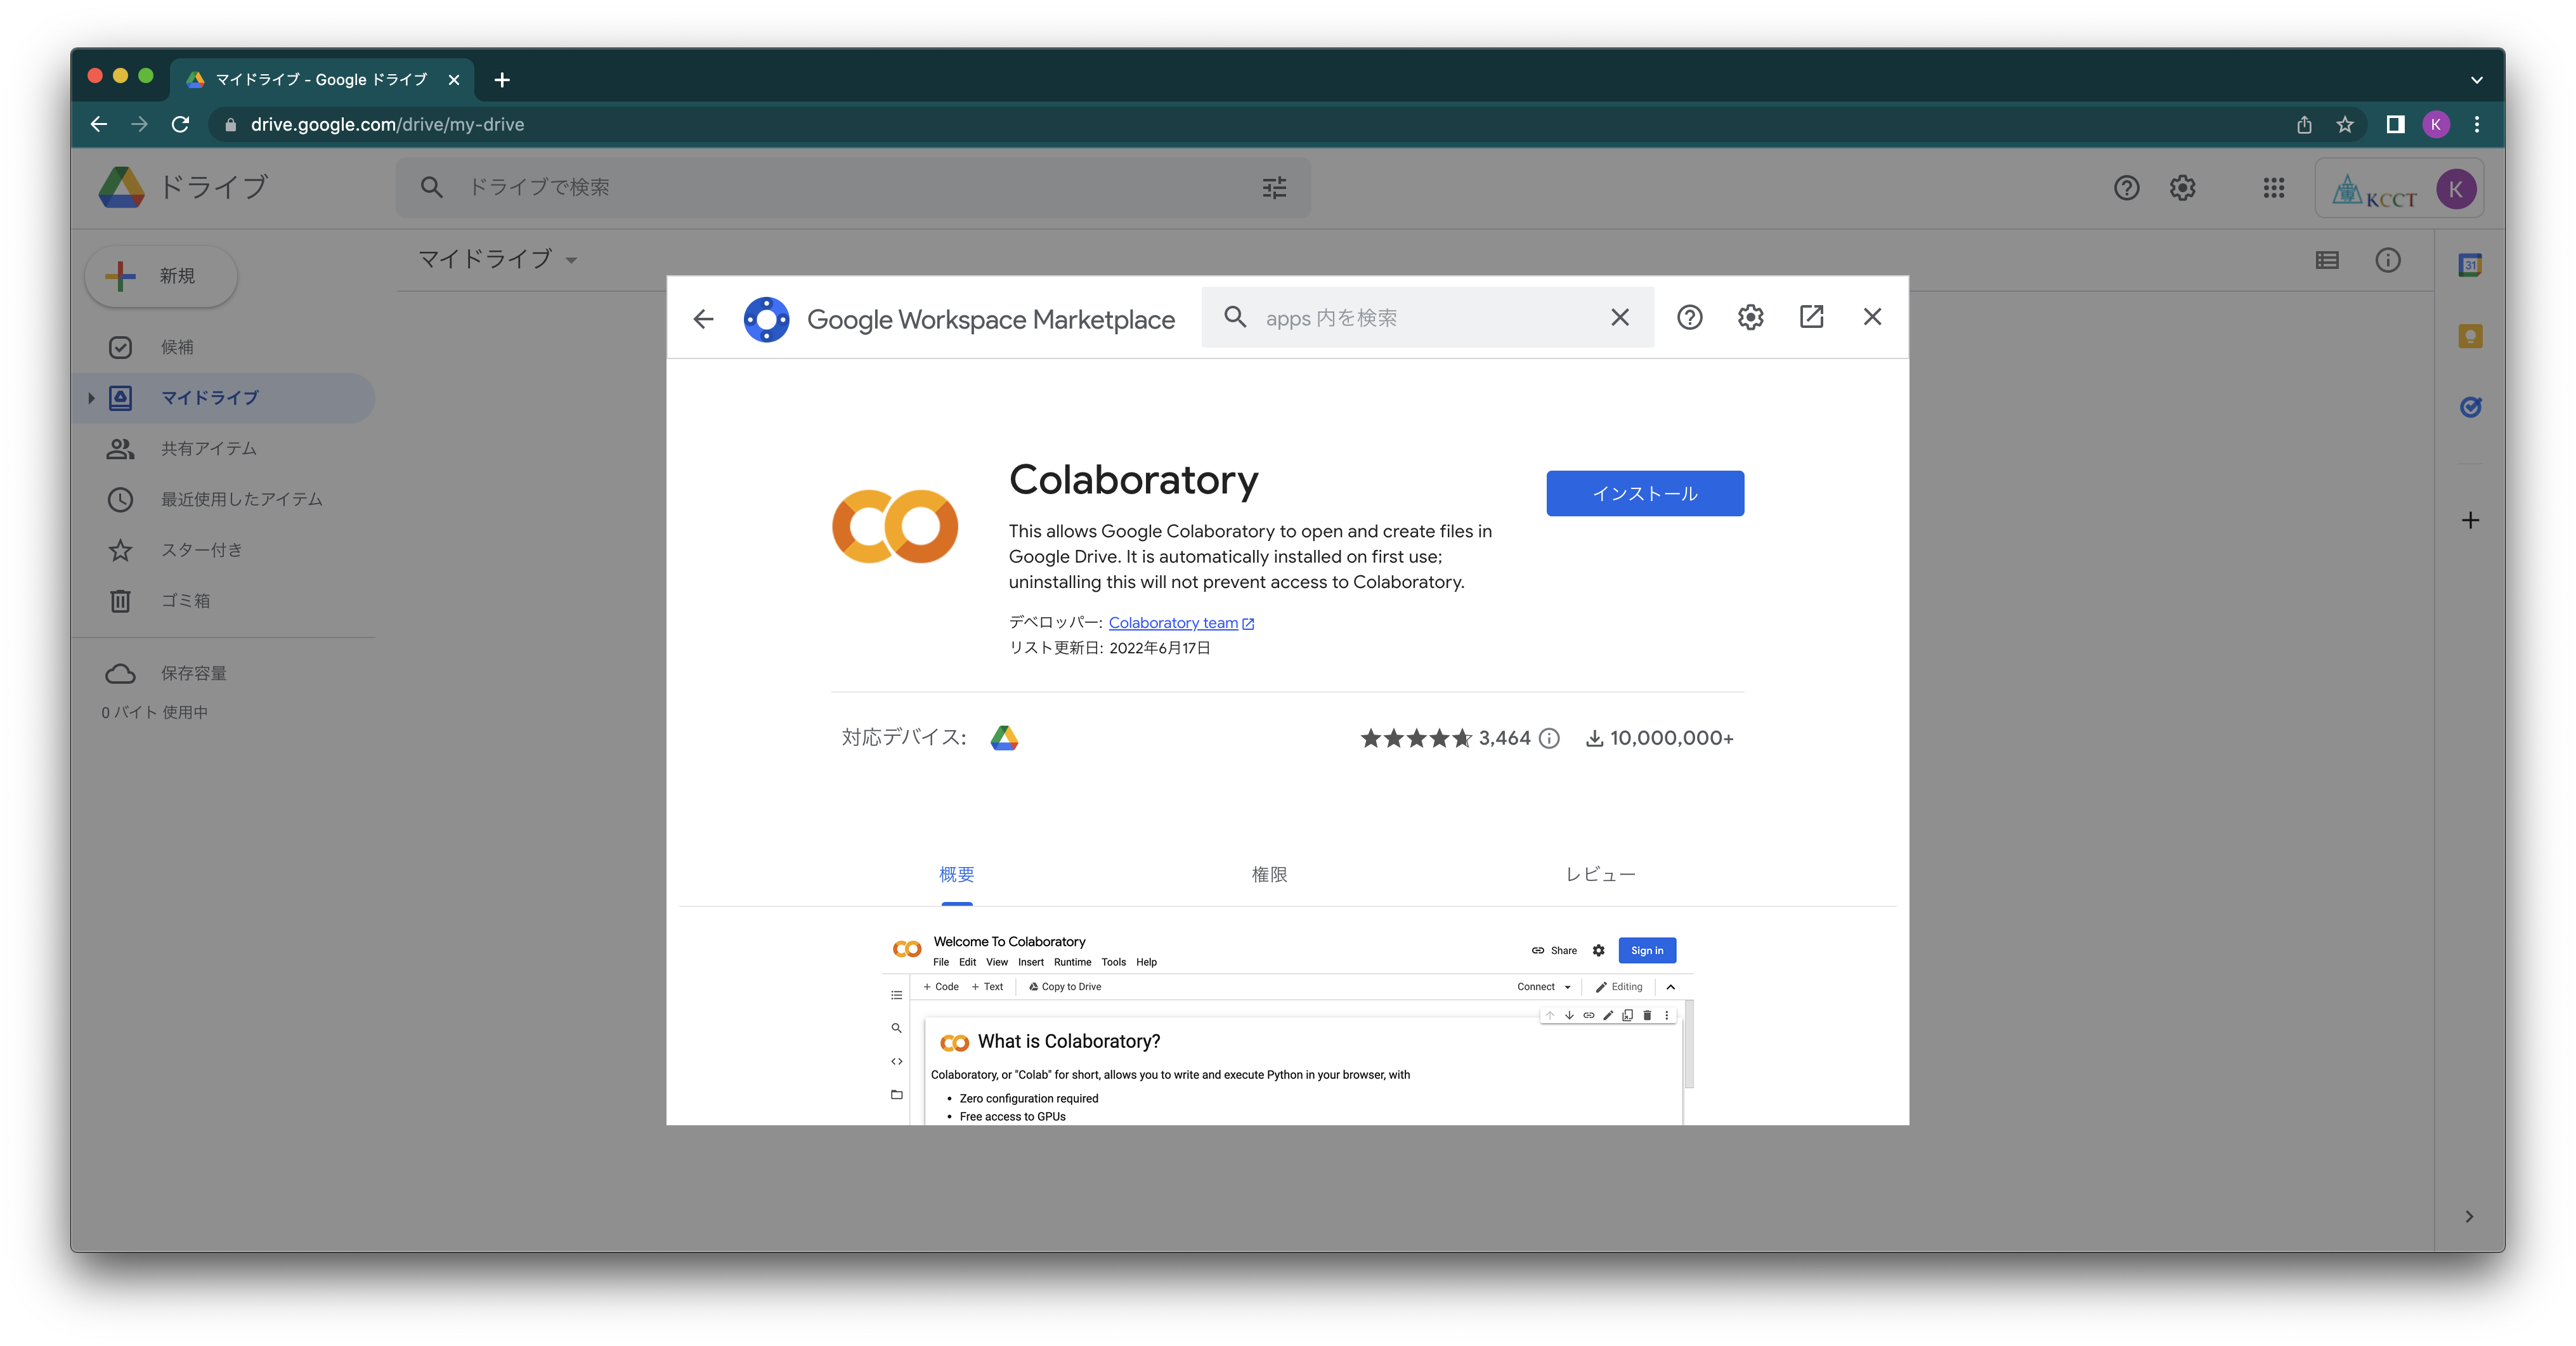 マイドライブ - Google ドライブ
drive.google.com/drive/my-drive
K
ドライブ
ドライブで検索
KCCT
K
新規
マイドライブ
31
候補
マイドライブ
共有アイテム
最近使用したアイテム
スター付き
ゴミ箱
保存容量
0 バイト 使用中
Google Workspace Marketplace
apps 内を検索
Colaboratory
インストール
This allows Google Colaboratory to open and create files in
Google Drive. It is automatically installed on first use;
uninstalling this will not prevent access to Colaboratory.
デベロッパー: Colaboratory team
リスト更新日: 2022年6月17日
対応デバイス:
3,464
10,000,000+
概要
権限
レビュー
Welcome To Colaboratory
File Edit View Insert Runtime Tools Help
Share
Sign in
+ Code + Text Copy to Drive
Connect
Editing
What is Colaboratory?
Colaboratory, or "Colab" for short, allows you to write and execute Python in your browser, with
• Zero configuration required
• Free access to GPUs